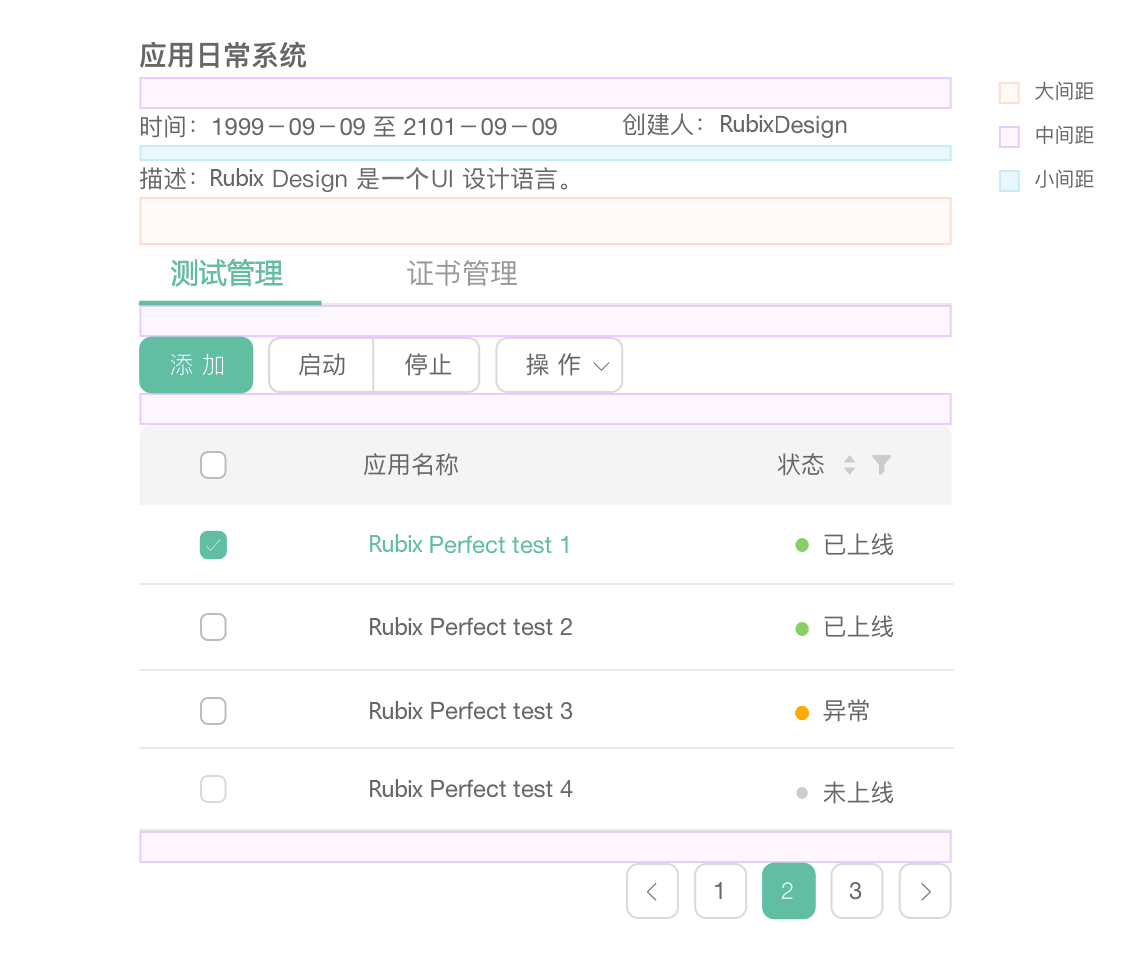 应用日常系统
大间距
时间：1999－09－09 至 2101－09－09 创建人：RubixDesign
中间距
描述：Rubix Design 是一个UI 设计语言。
小间距
测试管理 证书管理
添 加 启动 停止 操 作
应用名称 状态
Rubix Perfect test 1 已上线
Rubix Perfect test 2 已上线
Rubix Perfect test 3 异常
Rubix Perfect test 4 未上线
1 2 3